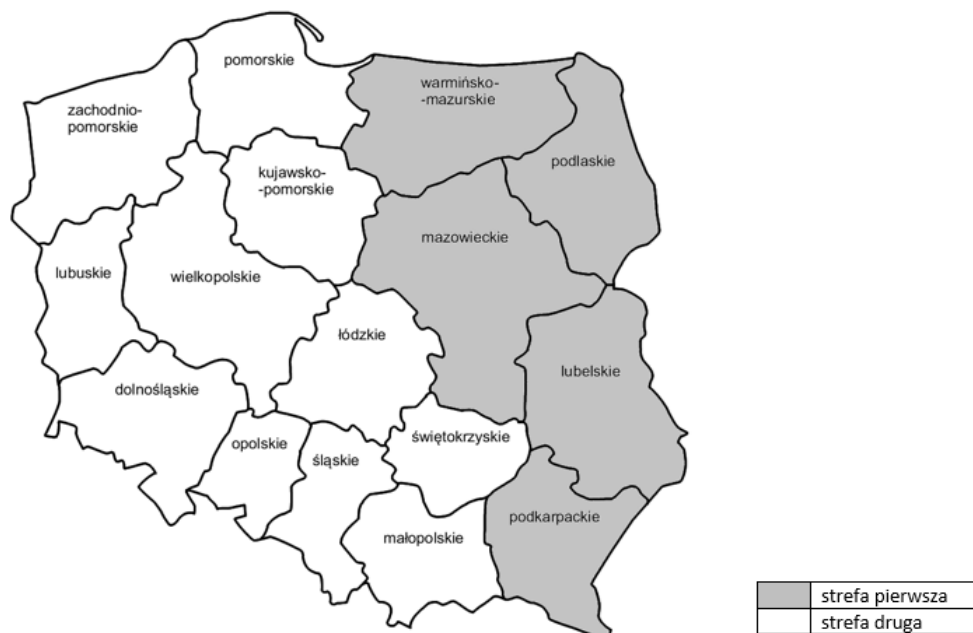 pomorskie
warmińsko-
-mazurskie
zachodnio-
pomorskie
podlaskie
kujawsko-
-pomorskie
mazowieckie
lubuskie
wielkopolskie
łódzkie
lubelskie
dolnośląskie
opolskie
świętokrzyskie
śląskie
podkarpackie
małopolskie
strefa pierwsza
strefa druga